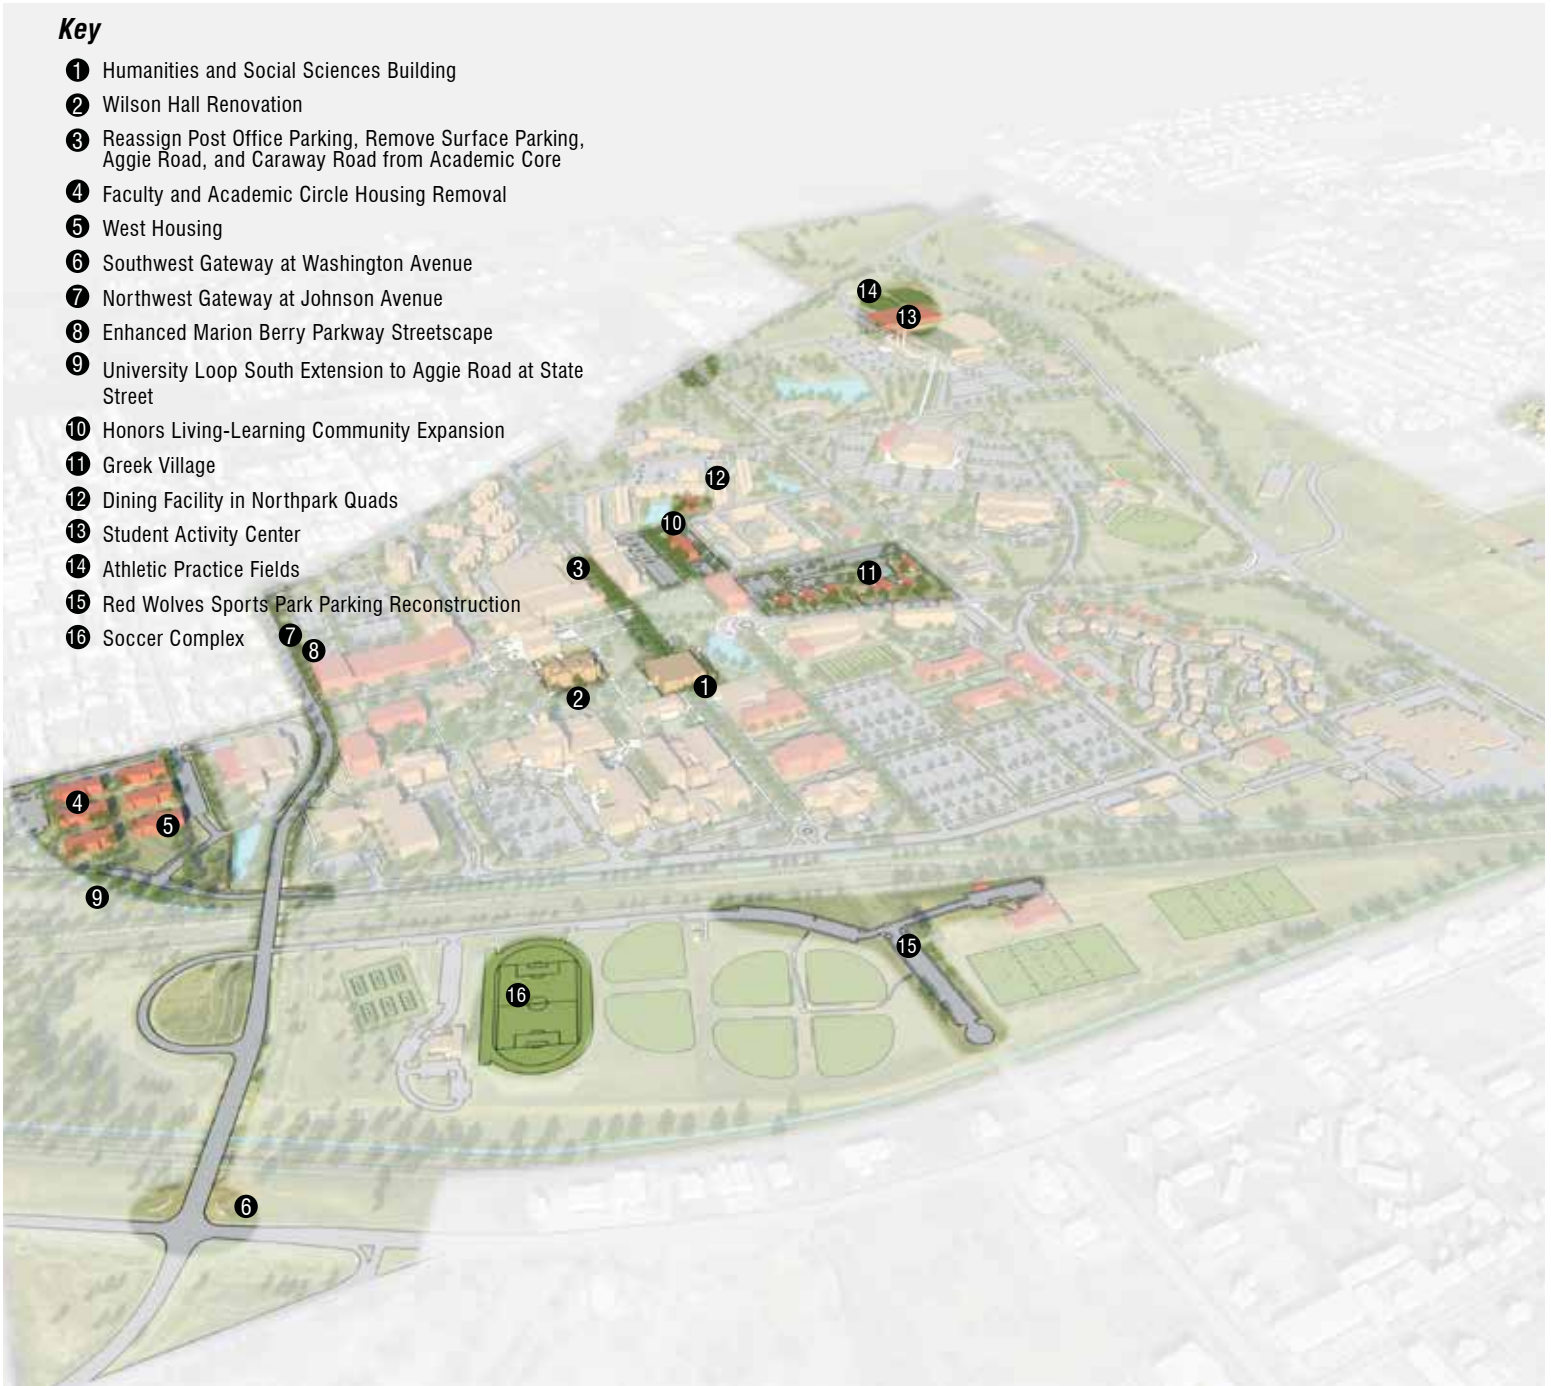 Key
1 Humanities and Social Sciences Building
2 Wilson Hall Renovation
3 Reassign Post Office Parking, Remove Surface Parking,
Aggie Road, and Caraway Road from Academic Core
4 Faculty and Academic Circle Housing Removal
5 West Housing
6 Southwest Gateway at Washington Avenue
7 Northwest Gateway at Johnson Avenue
8 Enhanced Marion Berry Parkway Streetscape
9 University Loop South Extension to Aggie Road at State
Street
10 Honors Living-Learning Community Expansion
11 Greek Village
12 Dining Facility in Northpark Quads
13 Student Activity Center
14 Athletic Practice Fields
15 Red Wolves Sports Park Parking Reconstruction
16 Soccer Complex
14
13
12
10
3
11
7
8
1
2
4
5
9
15
16
6